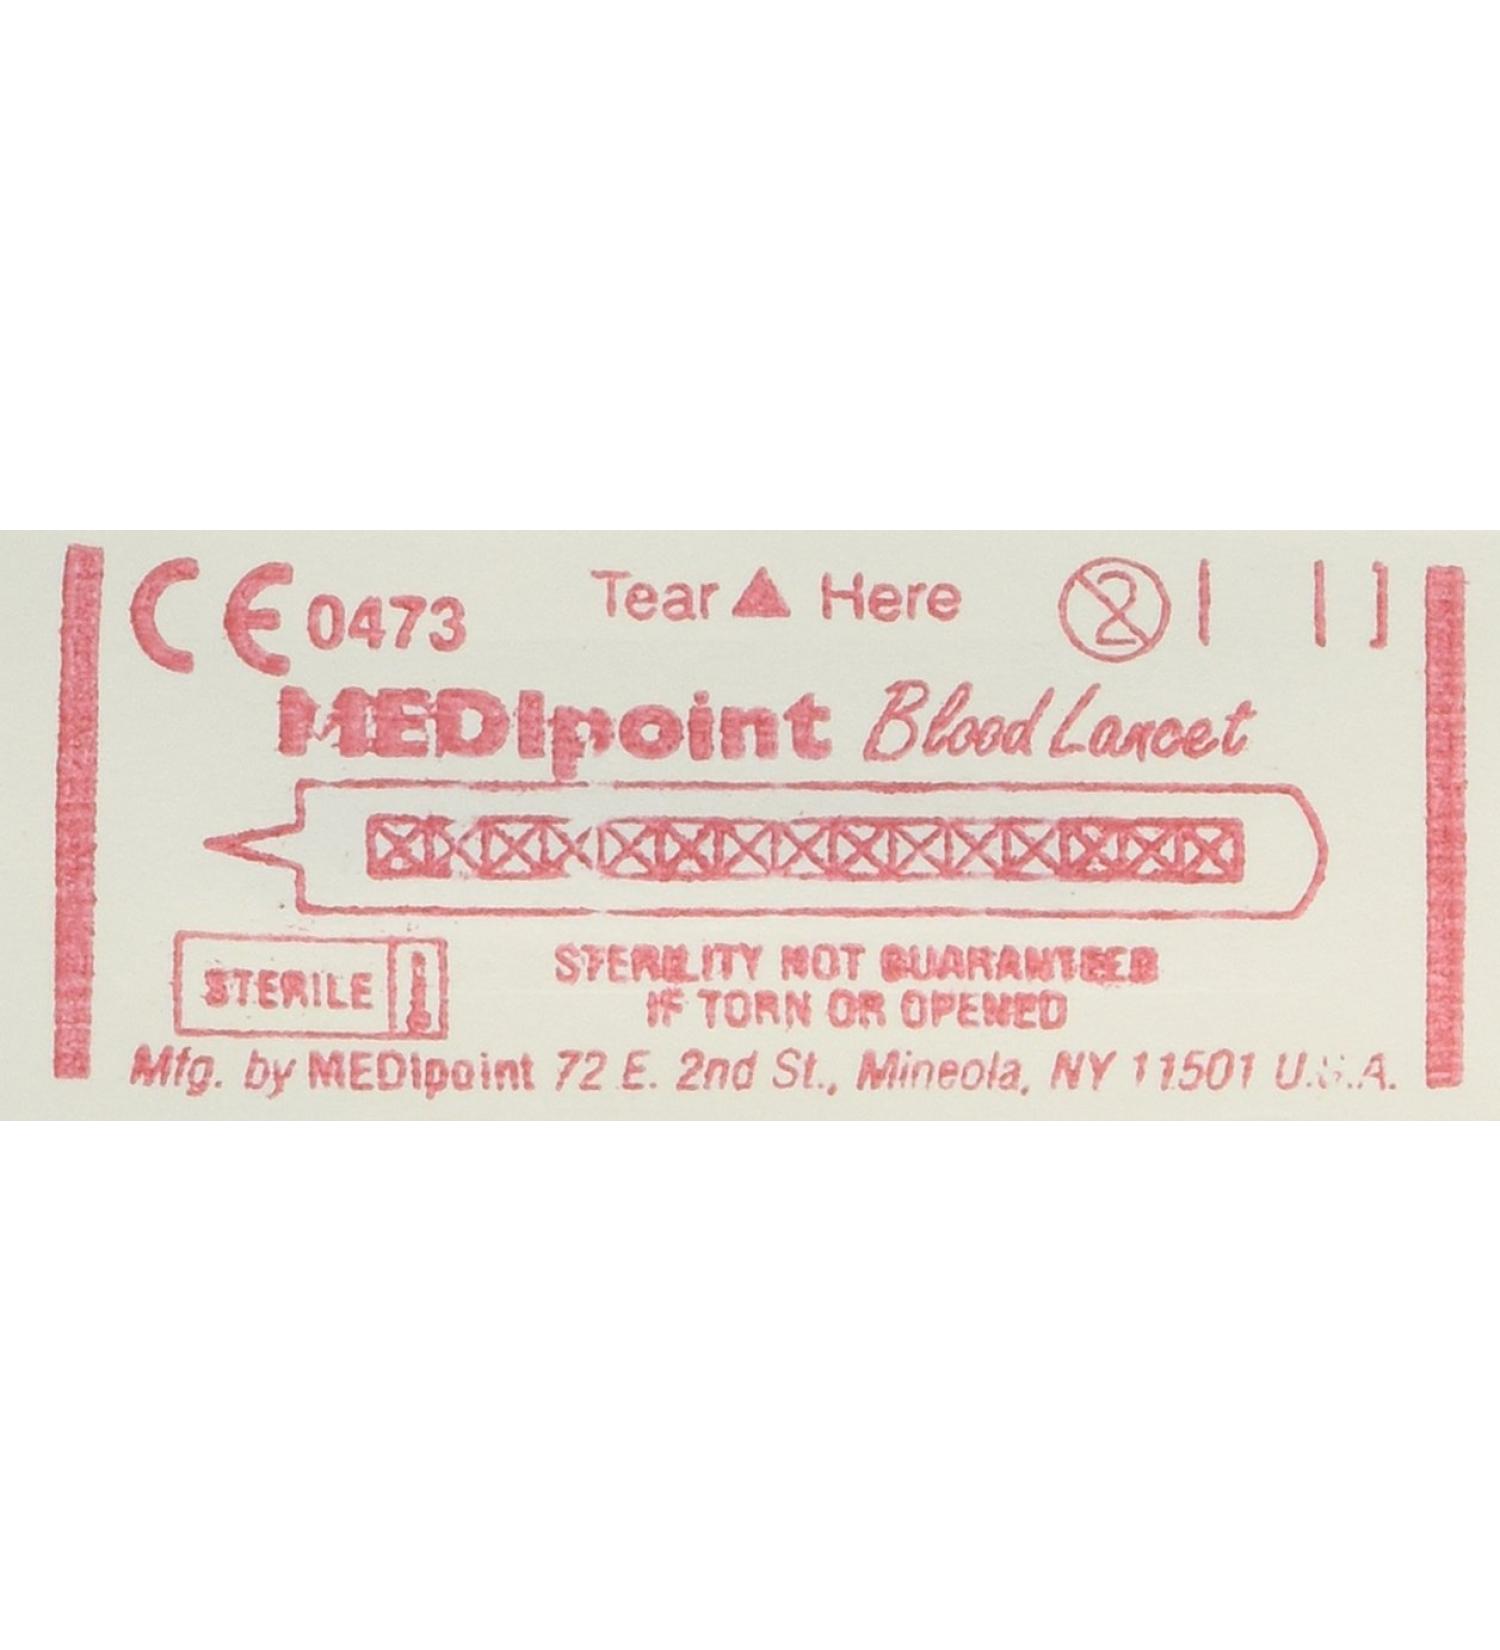 CE 0473 Tear ▲ Here 2
MEDIpoint Blood Lancet
STERILE
STERILITY NOT GUARANTEED
IF TORN OR OPENED
Mfg. by MEDIpoint 72 E. 2nd St., Mineola, NY 11501 U.S.A.